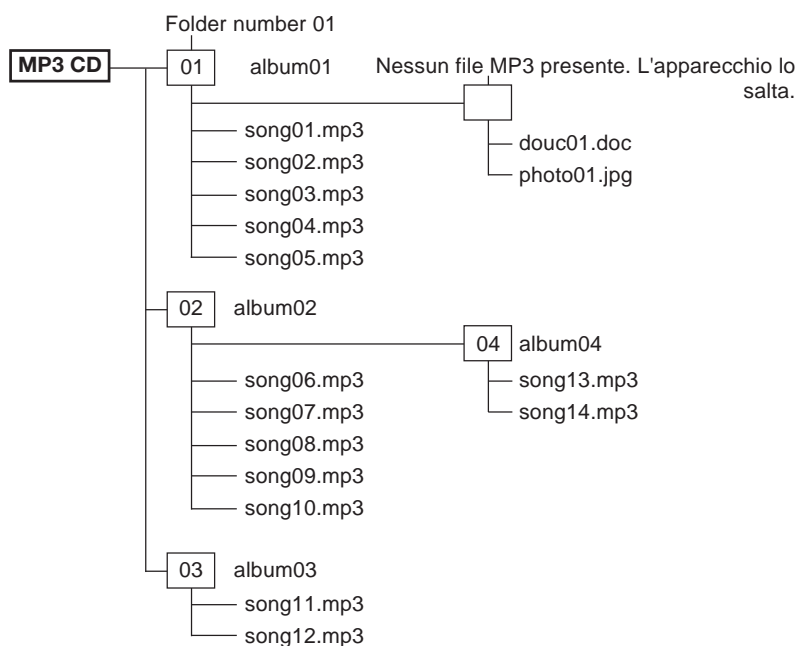 Folder number 01
MP3 CD
01 album01
Nessun file MP3 presente. L'apparecchio lo
salta.
song01.mp3
song02.mp3
song03.mp3
song04.mp3
song05.mp3
douc01.doc
photo01.jpg
02 album02
04 album04
song06.mp3
song07.mp3
song08.mp3
song09.mp3
song10.mp3
song13.mp3
song14.mp3
03 album03
song11.mp3
song12.mp3